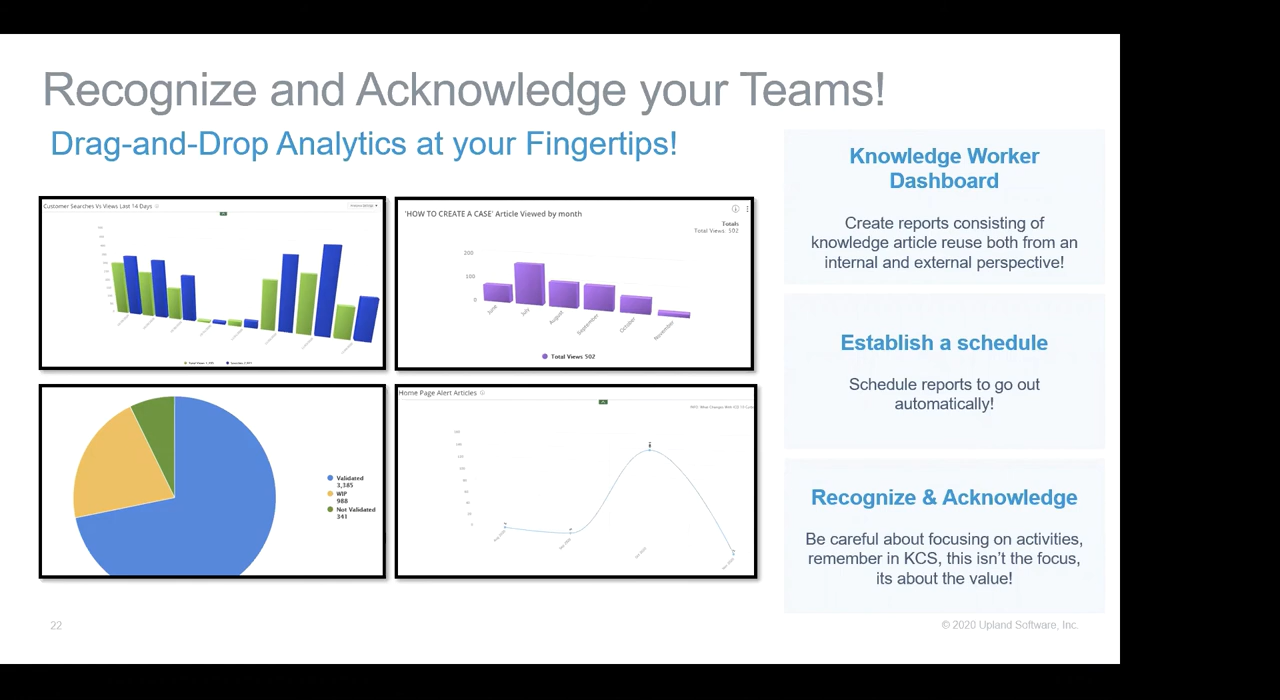 Recognize and Acknowledge your Teams!
Drag-and-Drop Analytics at your Fingertips!
Customer Searches Vs Views Last 14 Days
'HOW TO CREATE A CASE' Article Viewed by month
Totals
Total Views 502
200
100
0
June
July
August
September
October
November
Total Views 502
Validated
3,385
WIP
988
Not Validated
341
Home Page Alert Articles
Knowledge Worker
Dashboard
Create reports consisting of
knowledge article reuse both from an
internal and external perspective!
Establish a schedule
Schedule reports to go out
automatically!
Recognize & Acknowledge
Be careful about focusing on activities,
remember in KCS, this isn't the focus,
its about the value!
22
© 2020 Upland Software, Inc.